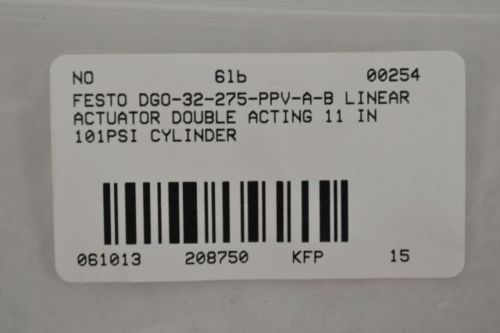 NO 6lb 00254
FESTO DGO-32-275-PPV-A-B LINEAR
ACTUATOR DOUBLE ACTING 11 IN
101PSI CYLINDER
061013 208750 KFP 15